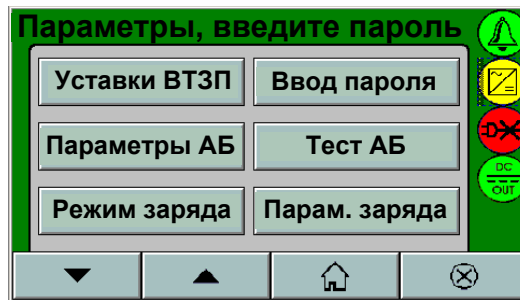 Параметры, введите пароль
Уставки ВТЗП Ввод пароля
Параметры АБ Тест АБ
Режим заряда Парам. заряда
DC
OUT